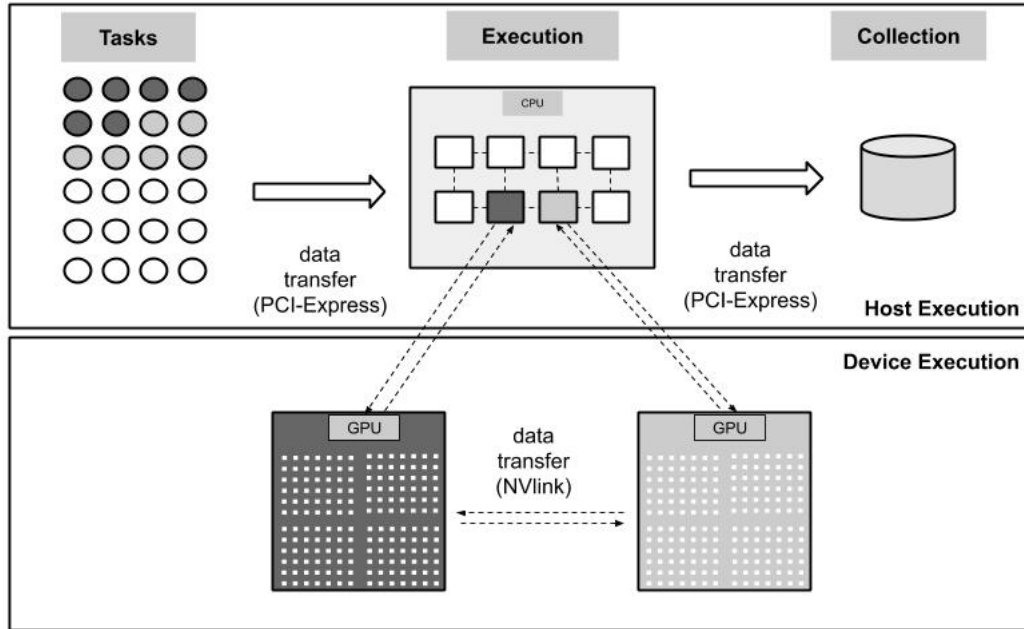 Tasks
Execution
Collection
CPU
data
transfer
(PCI-Express)
data
transfer
(PCI-Express)
Host Execution
Device Execution
GPU
data
transfer
(NVlink)
GPU